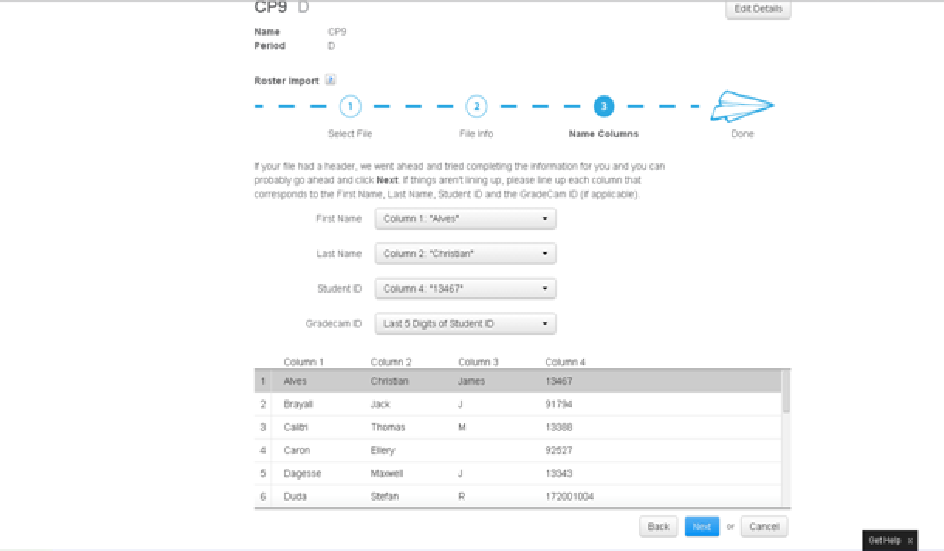 CP9 D
Edit Details
Name CP9
Period D
Roster import
1 2 3
Select File File Info Name Columns Done
If your file had a header, we went ahead and tried completing the information for you and you can
probably go ahead and click Next. If things aren't lining up, please line up each column that
corresponds to the First Name, Last Name, Student ID and the GradeCam ID (if applicable).
First Name Column 1: "Alves"
Last Name Column 2: "Christian"
Student ID Column 4: "13467"
Gradecam ID Last 5 Digits of Student ID
Column 1 Column 2 Column 3 Column 4
1 Alves Christian James 13467
2 Brayall Jack J 91794
3 Thomas M 13388
4 Caron Ellery 92527
5 Dagesse Maxwell J 13343
6 Duda Stefan R 172001004
Back Next or Cancel
Get Help x